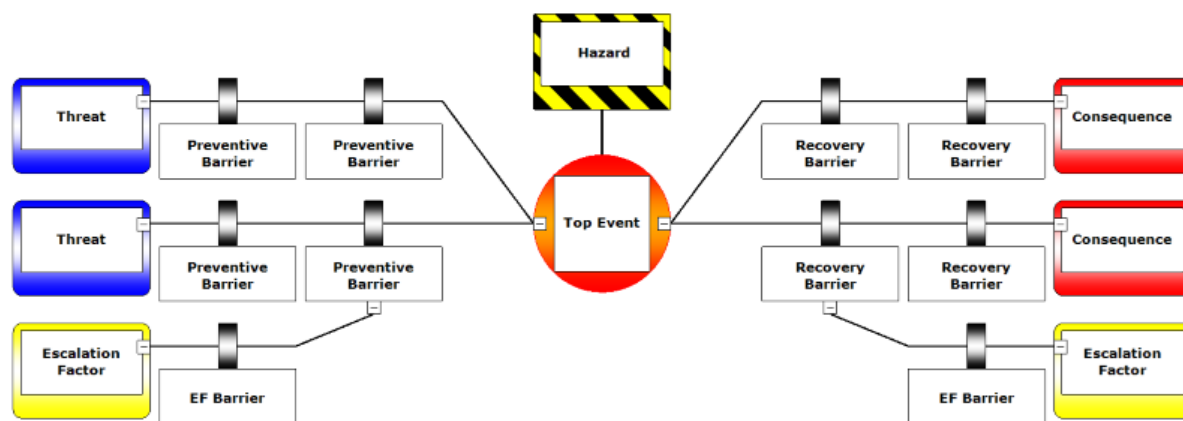 Hazard
Threat
Preventive
Barrier
Preventive
Barrier
Recovery
Barrier
Recovery
Barrier
Consequence
Top Event
Threat
Preventive
Barrier
Preventive
Barrier
Recovery
Barrier
Recovery
Barrier
Consequence
Escalation
Factor
EF Barrier
EF Barrier
Escalation
Factor